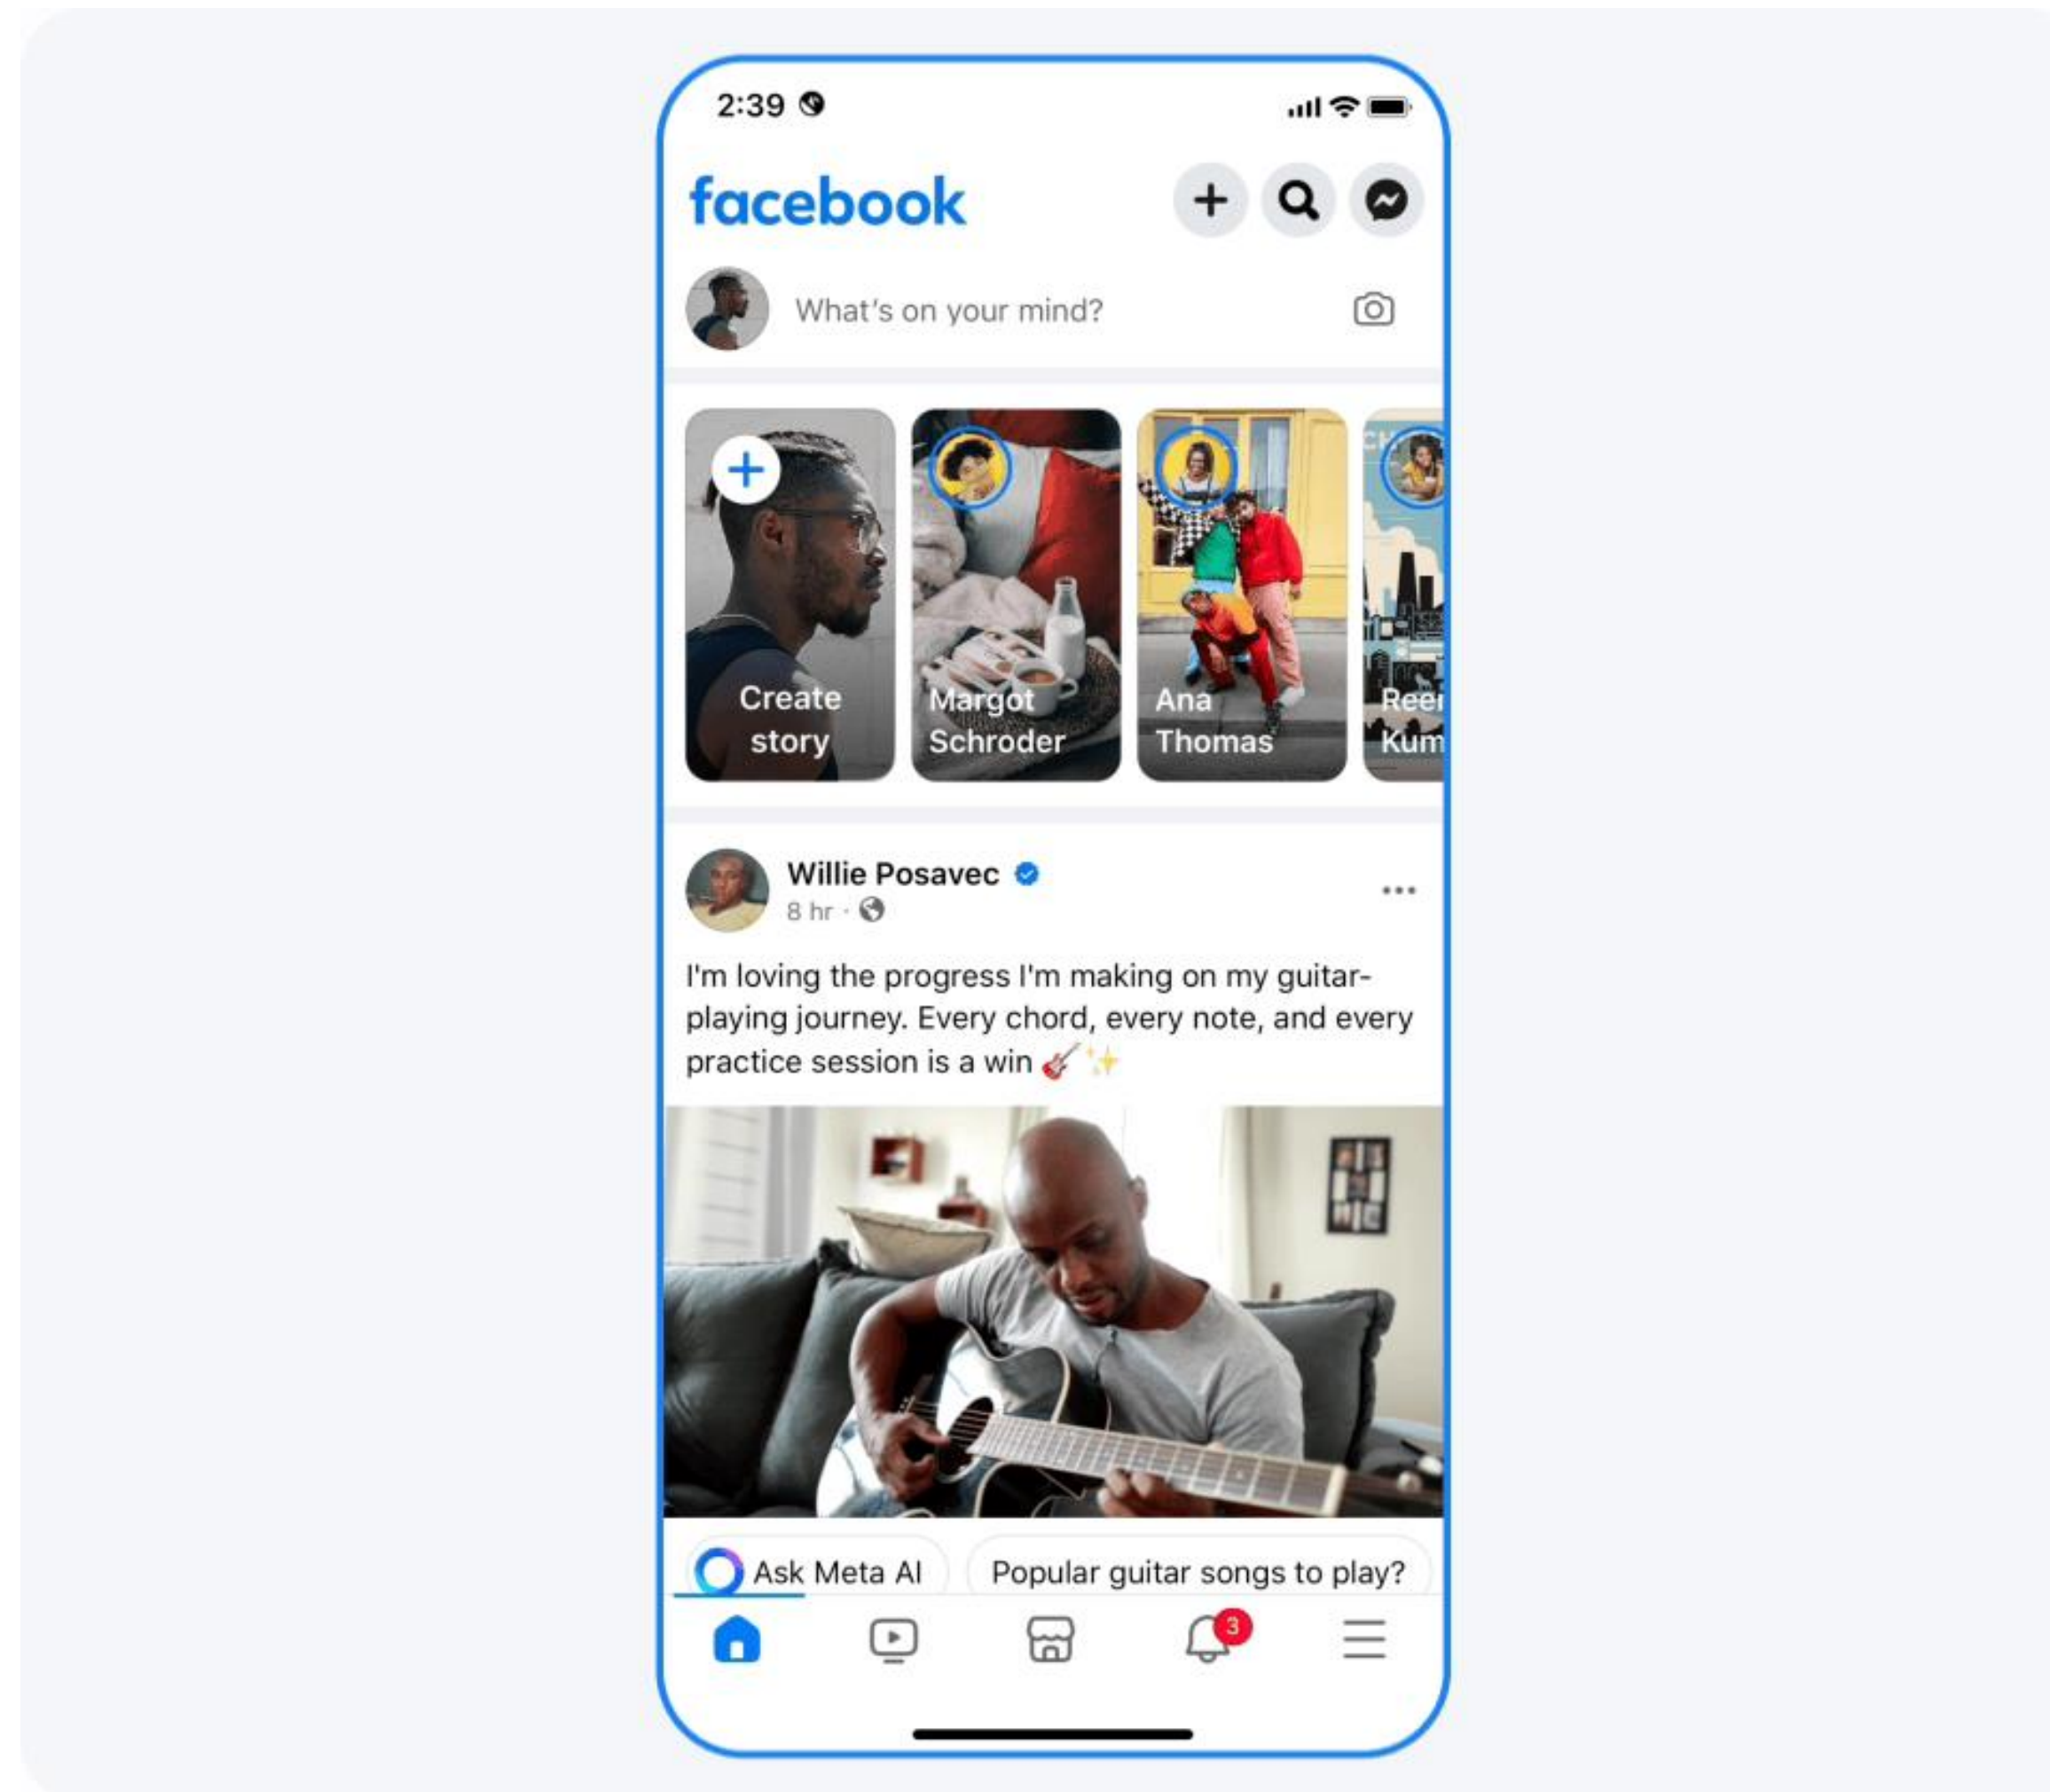 2:39
facebook
What's on your mind?
Create
story
Margot
Schroder
Ana
Thomas
Kum
Willie Posavec
8 hr ·
I'm loving the progress I'm making on my guitar-
playing journey. Every chord, every note, and every
practice session is a win 🎸✨
Ask Meta AI
Popular guitar songs to play?
3